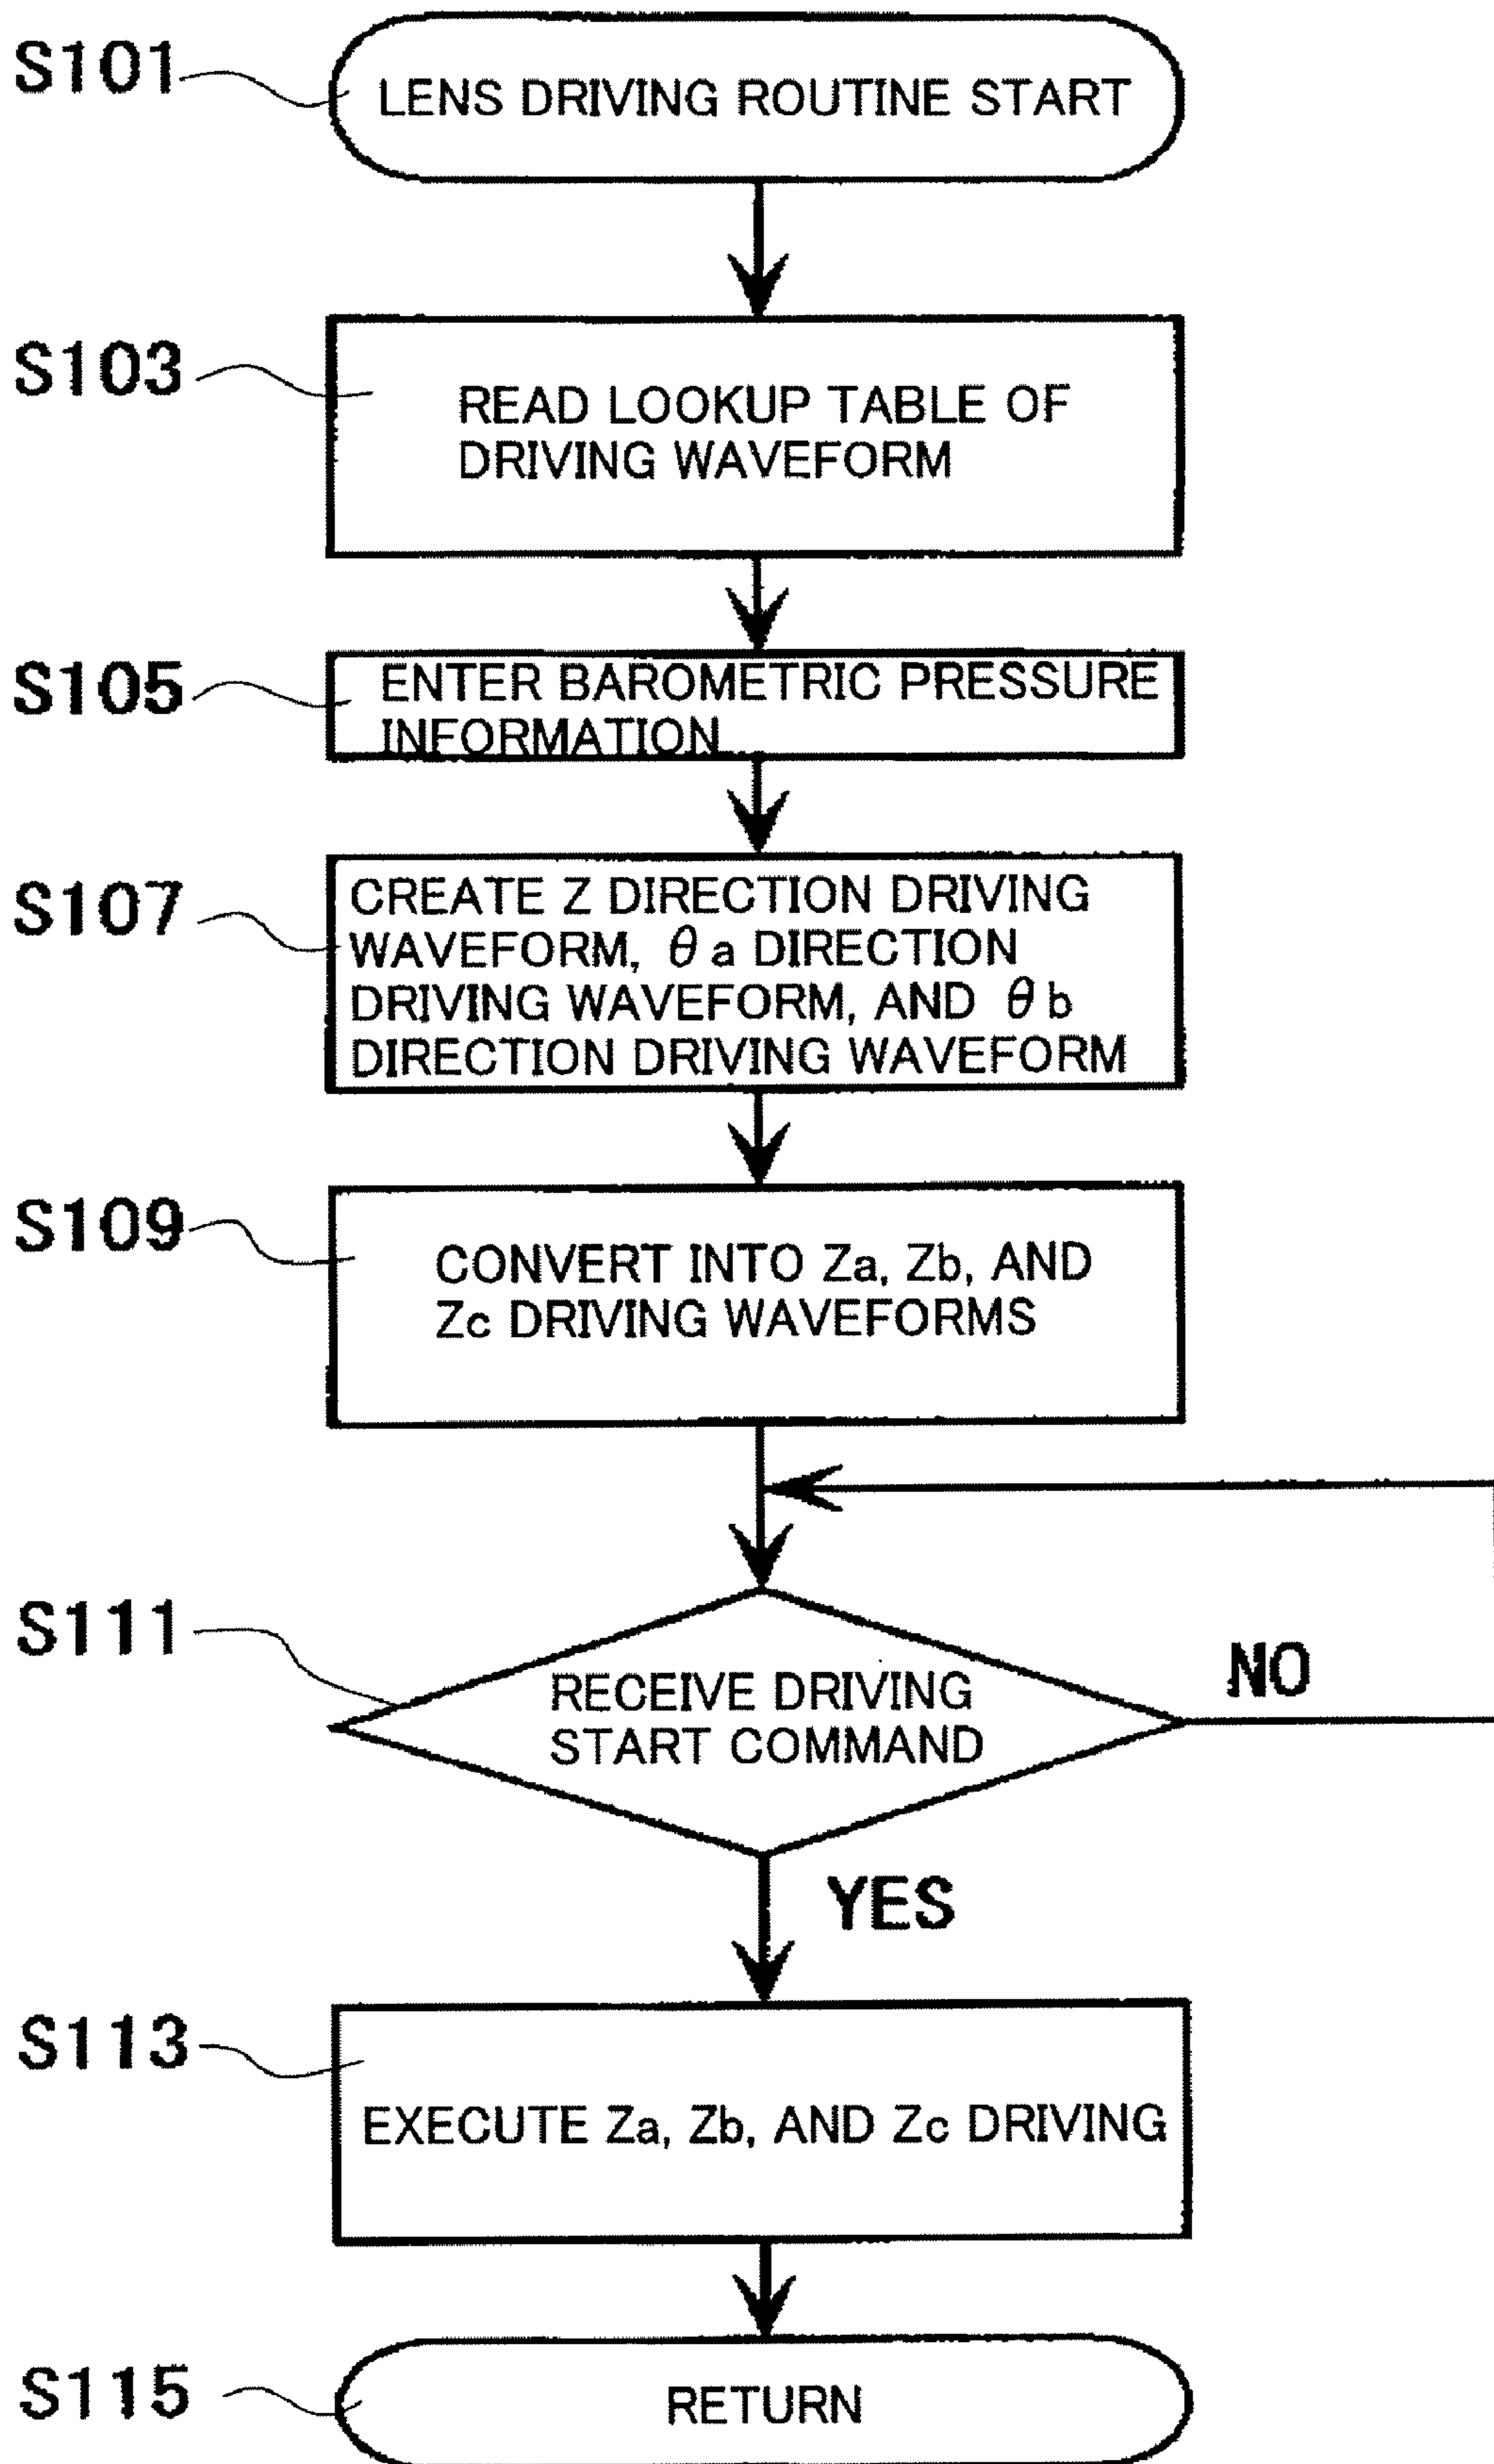 S101
LENS DRIVING ROUTINE START
S103
READ LOOKUP TABLE OF
DRIVING WAVEFORM
S105
ENTER BAROMETRIC PRESSURE
INFORMATION
S107
CREATE Z DIRECTION DRIVING
WAVEFORM, θa DIRECTION
DRIVING WAVEFORM, AND θb
DIRECTION DRIVING WAVEFORM
S109
CONVERT INTO Za, Zb, AND
Zc DRIVING WAVEFORMS
S111
RECEIVE DRIVING
START COMMAND
NO
YES
S113
EXECUTE Za, Zb, AND Zc DRIVING
S115
RETURN